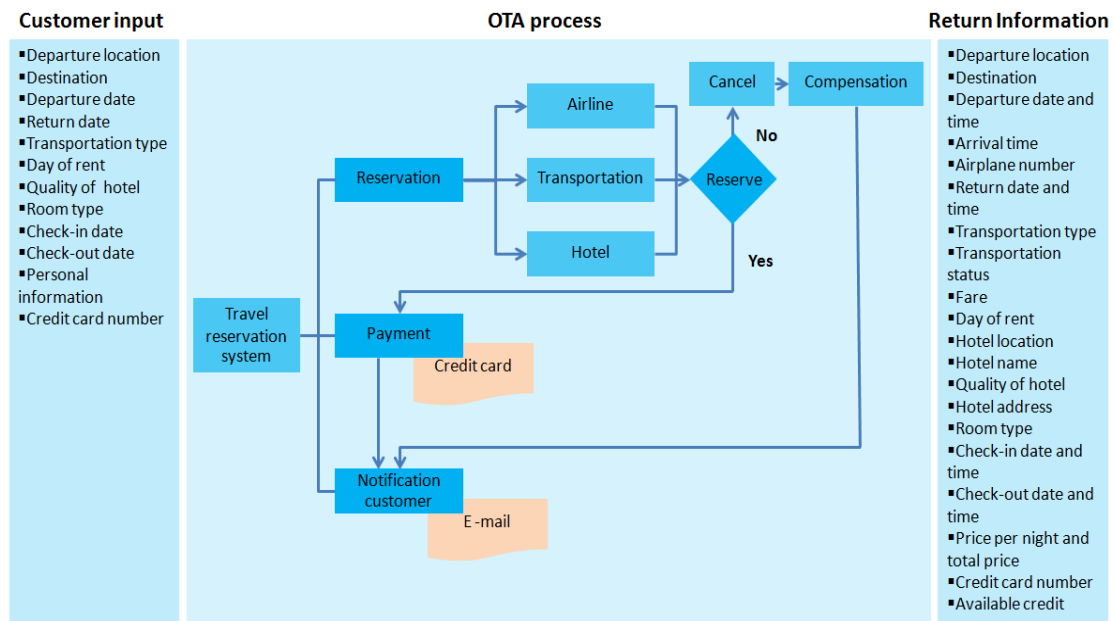 Customer input
OTA process
Return Information
▪Departure location
▪Destination
▪Departure date
▪Return date
▪Transportation type
▪Day of rent
▪Quality of hotel
▪Room type
▪Check-in date
▪Check-out date
▪Personal
information
▪Credit card number
Travel
reservation
system
Reservation
Airline
Transportation
Hotel
Reserve
No
Cancel
Compensation
Yes
Payment
Credit card
Notification
customer
E -mail
▪Departure location
▪Destination
▪Departure date and
time
▪Arrival time
▪Airplane number
▪Return date and
time
▪Transportation type
▪Transportation
status
▪Fare
▪Day of rent
▪Hotel location
▪Hotel name
▪Quality of hotel
▪Hotel address
▪Room type
▪Check-in date and
time
▪Check-out date and
time
▪Price per night and
total price
▪Credit card number
▪Available credit